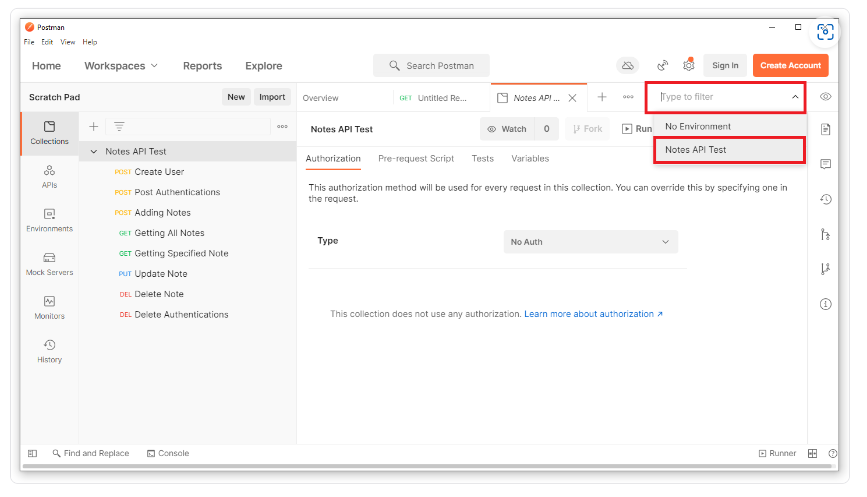 Postman
File Edit View Help
Home Workspaces Reports Explore Search Postman Sign In Create Account
Scratch Pad New Import Overview GET Untitled Re... Notes API ... Type to filter
No Environment
Notes API Test
Collections
APIs
Environments
Mock Servers
Monitors
History
Notes API Test
POST Create User
POST Post Authentications
POST Adding Notes
GET Getting All Notes
GET Getting Specified Note
PUT Update Note
DEL Delete Note
DEL Delete Authentications
Notes API Test Watch 0 Fork Run
Authorization Pre-request Script Tests Variables
This authorization method will be used for every request in this collection. You can override this by specifying one in
the request.
Type No Auth
This collection does not use any authorization. Learn more about authorization ↗
Find and Replace Console Runner